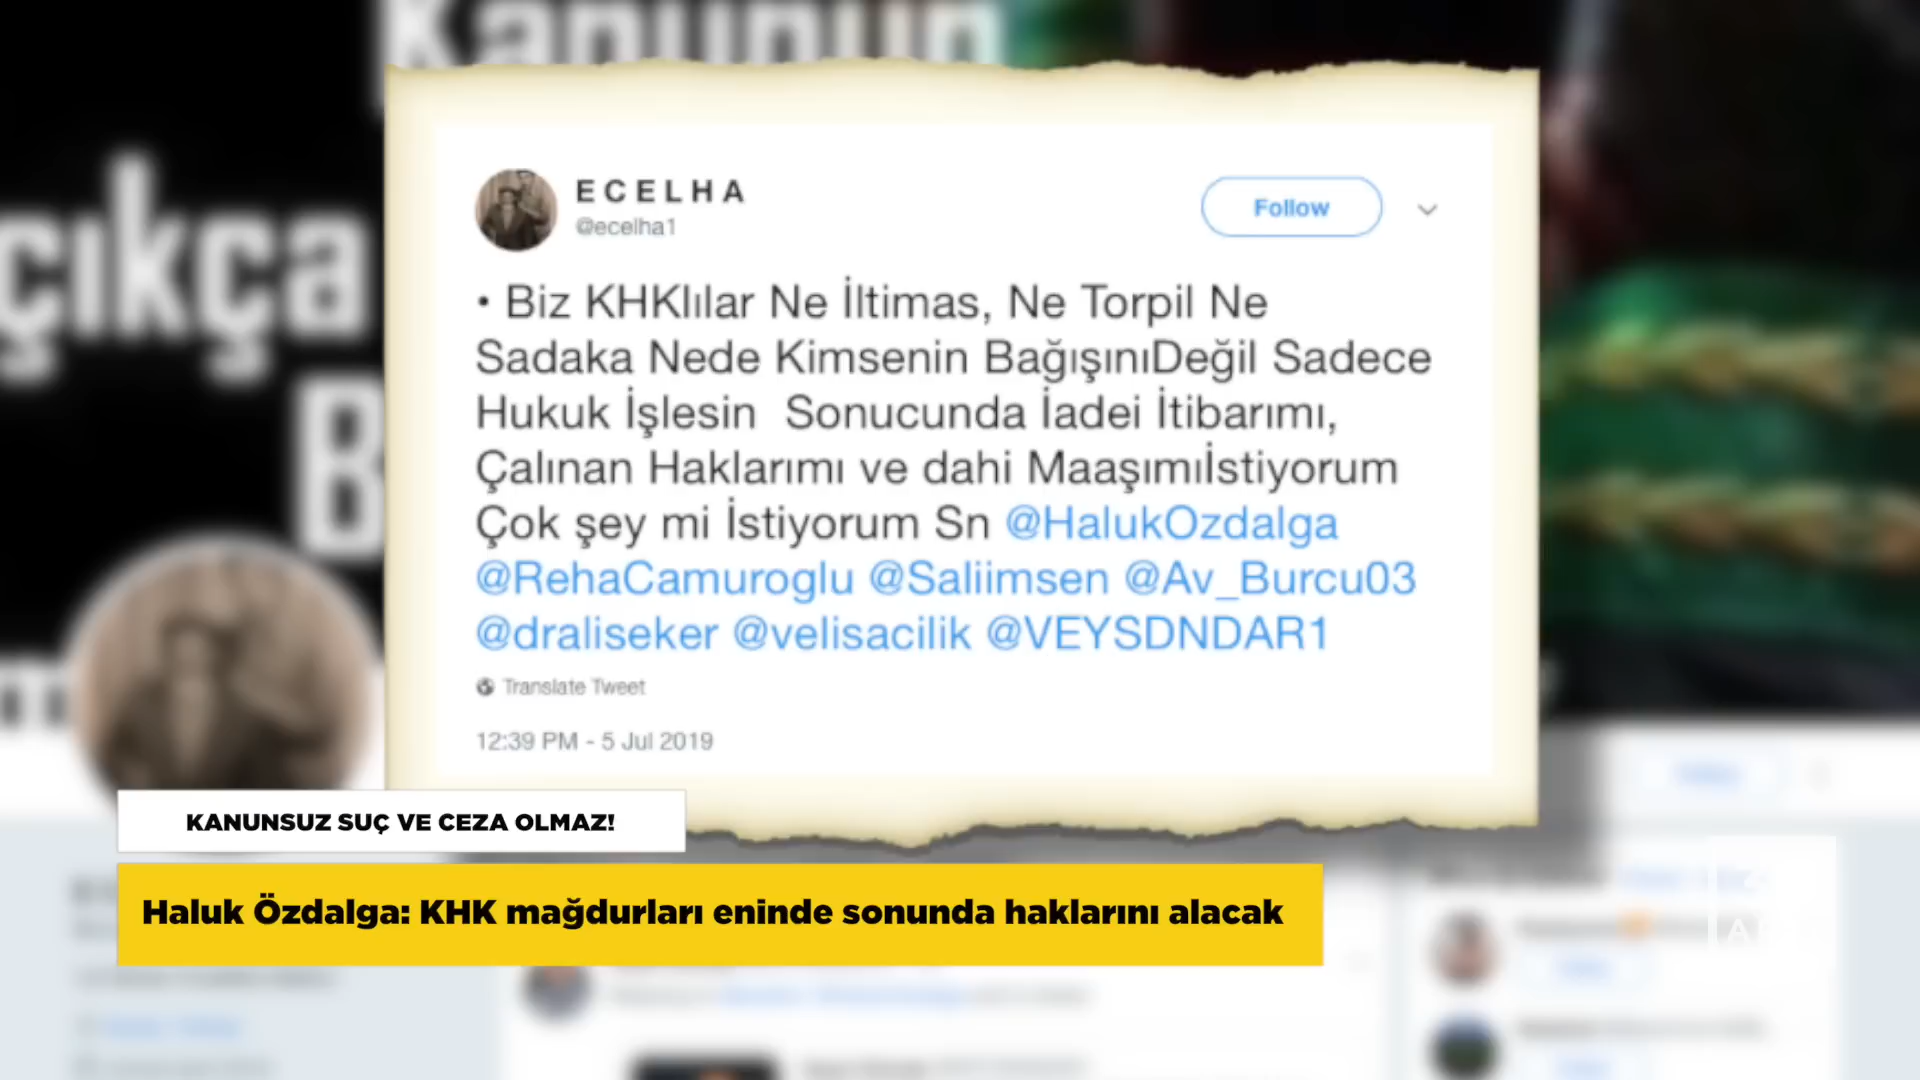 Kanunun
çıkça
B
E C E L H A
@ecelha1
Follow
• Biz KHKlılar Ne İltimas, Ne Torpil Ne
Sadaka Nede Kimsenin BağışınıDeğil Sadece
Hukuk İşlesin  Sonucunda İadei İtibarımı,
Çalınan Haklarımı ve dahi Maaşımıİstiyorum
Çok şey mi İstiyorum Sn @HalukOzdalga
@RehaCamuroglu @Saliimsen @Av_Burcu03
@draliseker @velisacilik @VEYSDNDAR1
Translate Tweet
12:39 PM - 5 Jul 2019
KANUNSUZ SUÇ VE CEZA OLMAZ!
Haluk Özdalga: KHK mağdurları eninde sonunda haklarını alacak